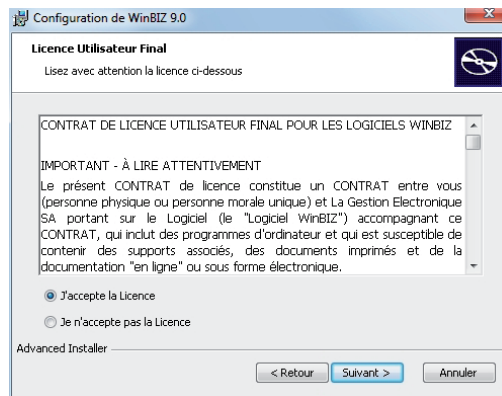 Configuration de WinBIZ 9.0
Licence Utilisateur Final
Lisez avec attention la licence ci-dessous
CONTRAT DE LICENCE UTILISATEUR FINAL POUR LES LOGICIELS WINBIZ
IMPORTANT - À LIRE ATTENTIVEMENT
Le présent CONTRAT de licence constitue un CONTRAT entre vous
(personne physique ou personne morale unique) et La Gestion Electronique
SA portant sur le Logiciel (le "Logiciel WinBIZ") accompagnant ce
CONTRAT, qui inclut des programmes d'ordinateur et qui est susceptible de
contenir des supports associés, des documents imprimés et de la
documentation "en ligne" ou sous forme électronique.
J'accepte la Licence
Je n'accepte pas la Licence
Advanced Installer
< Retour Suivant > Annuler